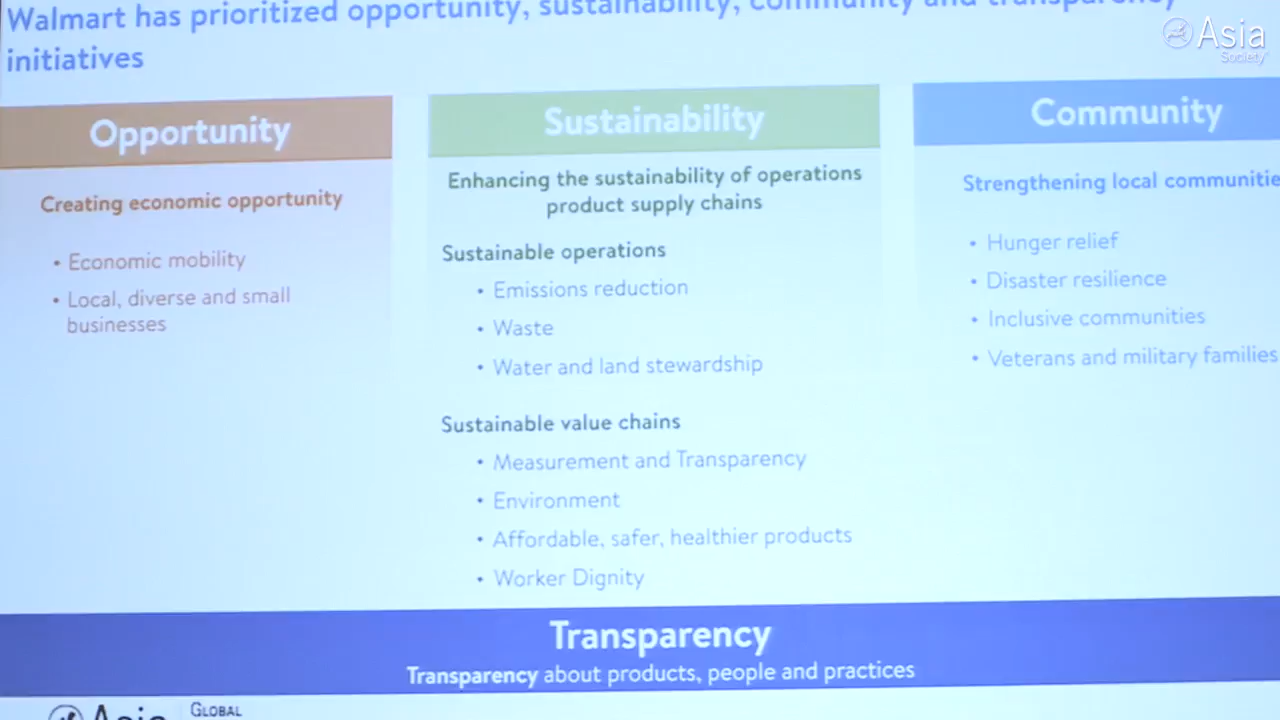 Walmart has prioritized opportunity, sustainability, community and transparency
initiatives
Asia
Society
Opportunity
Creating economic opportunity
• Economic mobility
• Local, diverse and small
businesses
Sustainability
Enhancing the sustainability of operations
product supply chains
Sustainable operations
• Emissions reduction
• Waste
• Water and land stewardship
Sustainable value chains
• Measurement and Transparency
• Environment
• Affordable, safer, healthier products
• Worker Dignity
Community
Strengthening local communitie
• Hunger relief
• Disaster resilience
• Inclusive communities
• Veterans and military families
Transparency
Transparency about products, people and practices
Asia
GLOBAL